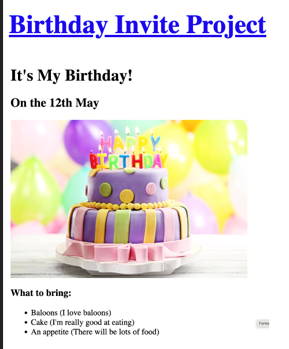 Birthday Invite Project
It's My Birthday!
On the 12th May
HAPPY
BIRTHDAY
What to bring:
Baloons (I love baloons)
Cake (I'm really good at eating)
An appetite (There will be lots of food)